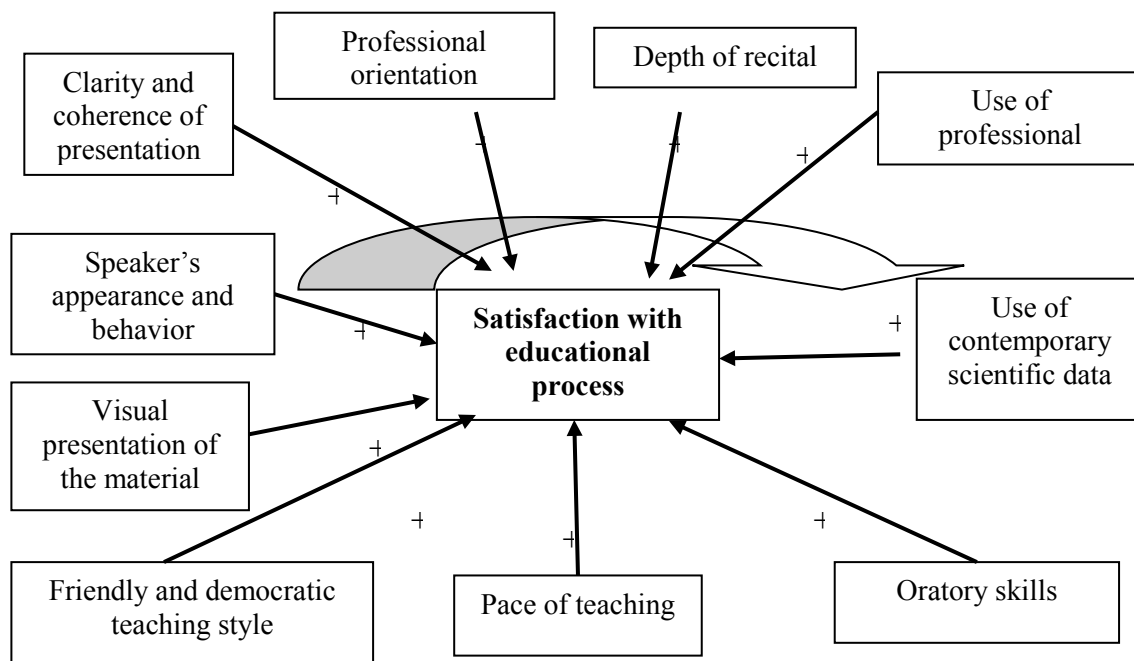 Professional
orientation
Depth of recital
Clarity and
coherence of
presentation
Use of
professional
Speaker’s
appearance and
behavior
Satisfaction with
educational
process
Use of
contemporary
scientific data
Visual
presentation of
the material
Friendly and democratic
teaching style
Pace of teaching
Oratory skills